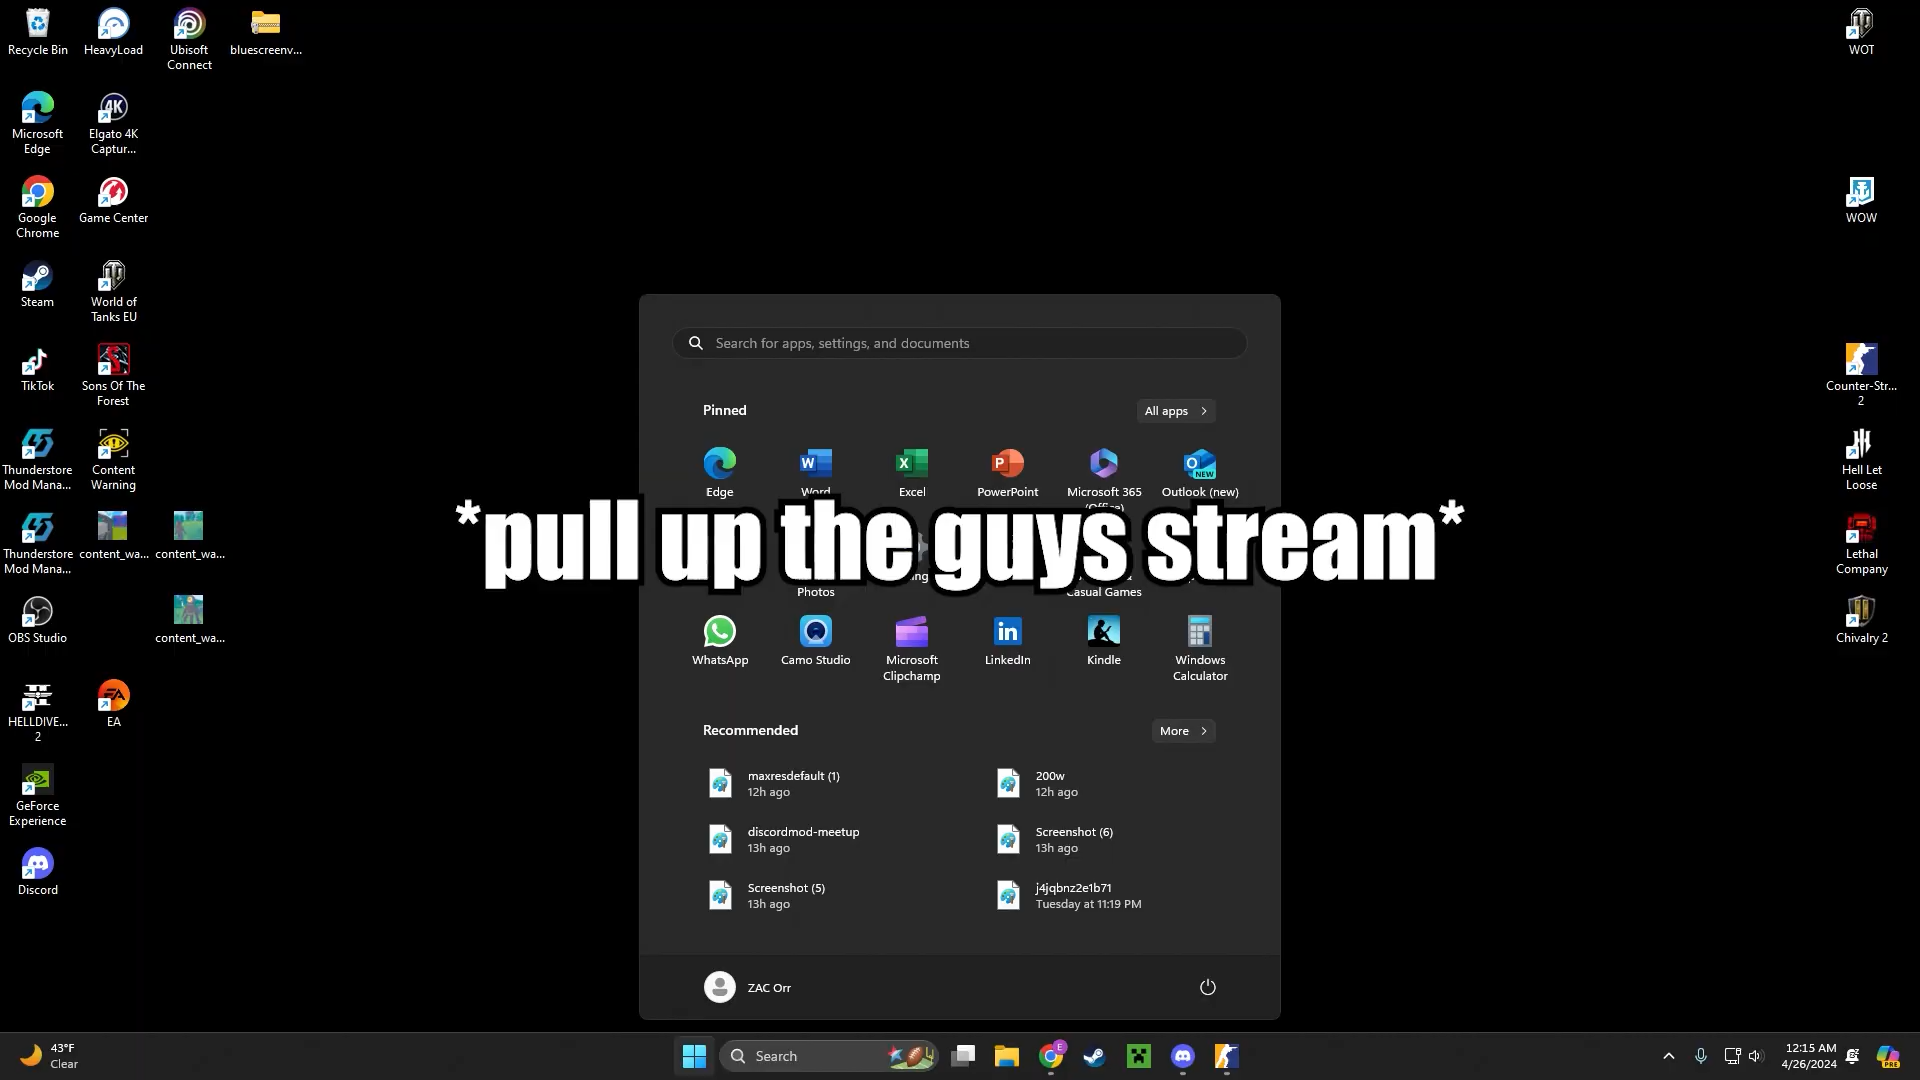 Recycle Bin
HeavyLoad
Ubisoft
Connect
bluescreenv...
Microsoft
Edge
Elgato 4K
Captur...
Google
Chrome
Game Center
Steam
World of
Tanks EU
TikTok
Sons Of The
Forest
Thunderstore
Mod Mana...
Content
Warning
Thunderstore
Mod Mana...
content_wa...
content_wa...
OBS Studio
content_wa...
HELLDIVE...
2
EA
GeForce
Experience
Discord
WOT
WOW
Counter-Str...
2
Hell Let
Loose
Lethal
Company
Chivalry 2
Search for apps, settings, and documents
Pinned
All apps
Edge
Word
Excel
PowerPoint
Microsoft 365
(Office)
Outlook (new)
NEW
*pull up the guys stream*
Photos
Casual Games
WhatsApp
Camo Studio
Microsoft
Clipchamp
LinkedIn
Kindle
Windows
Calculator
Recommended
More
maxresdefault (1)
12h ago
200w
12h ago
discordmod-meetup
13h ago
Screenshot (6)
13h ago
Screenshot (5)
13h ago
j4jqbnz2e1b71
Tuesday at 11:19 PM
ZAC Orr
43°F
Clear
Search
12:15 AM
4/26/2024